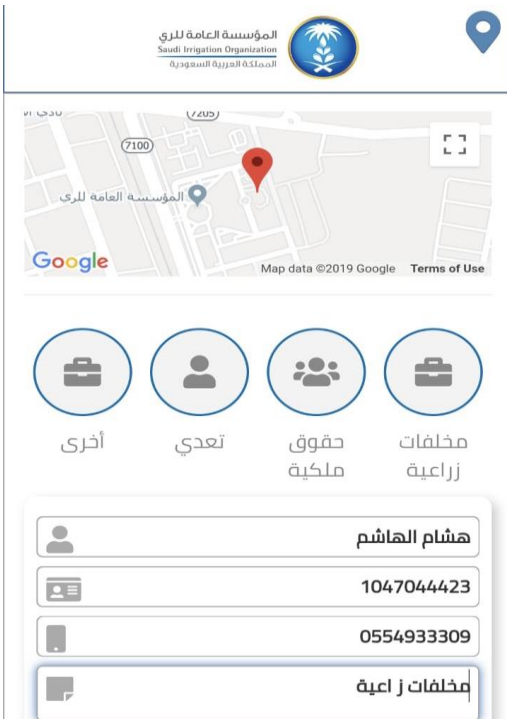 المؤسسة العامة للري
Saudi Irrigation Organization
المملكة العربية السعودية
7205
7100
المؤسسة العامة للري
Google
Map data ©2019 Google Terms of Use
مخلفات زراعية
حقوق ملكية
تعدي
أخرى
هشام الهاشم
1047044423
0554933309
مخلفات ز اعية